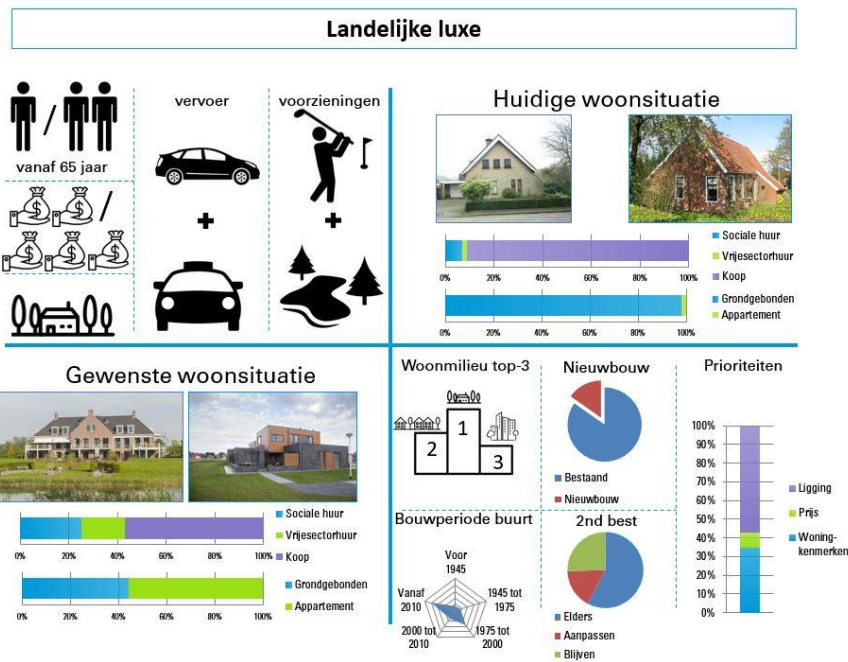 Landelijke luxe
vanaf 65 jaar
vervoer
voorzieningen
Huidige woonsituatie
Sociale huur
Vrijesectorhuur
Koop
0% 20% 40% 60% 80% 100%
Grondgebonden
Appartement
0% 20% 40% 60% 80% 100%
Gewenste woonsituatie
Sociale huur
Vrijesectorhuur
Koop
0% 20% 40% 60% 80% 100%
Grondgebonden
Appartement
0% 20% 40% 60% 80% 100%
Woonmilieu top-3
1
2
3
Nieuwbouw
Bestaand
Nieuwbouw
Bouwperiode buurt
Voor
1945
1945 tot
1975
1975 tot
2000
2000 tot
2010
Vanaf
2010
2nd best
Elders
Aanpassen
Blijven
Prioriteiten
100%
90%
80%
70%
60%
50%
40%
30%
20%
10%
0%
Ligging
Prijs
Woning-
kenmerken